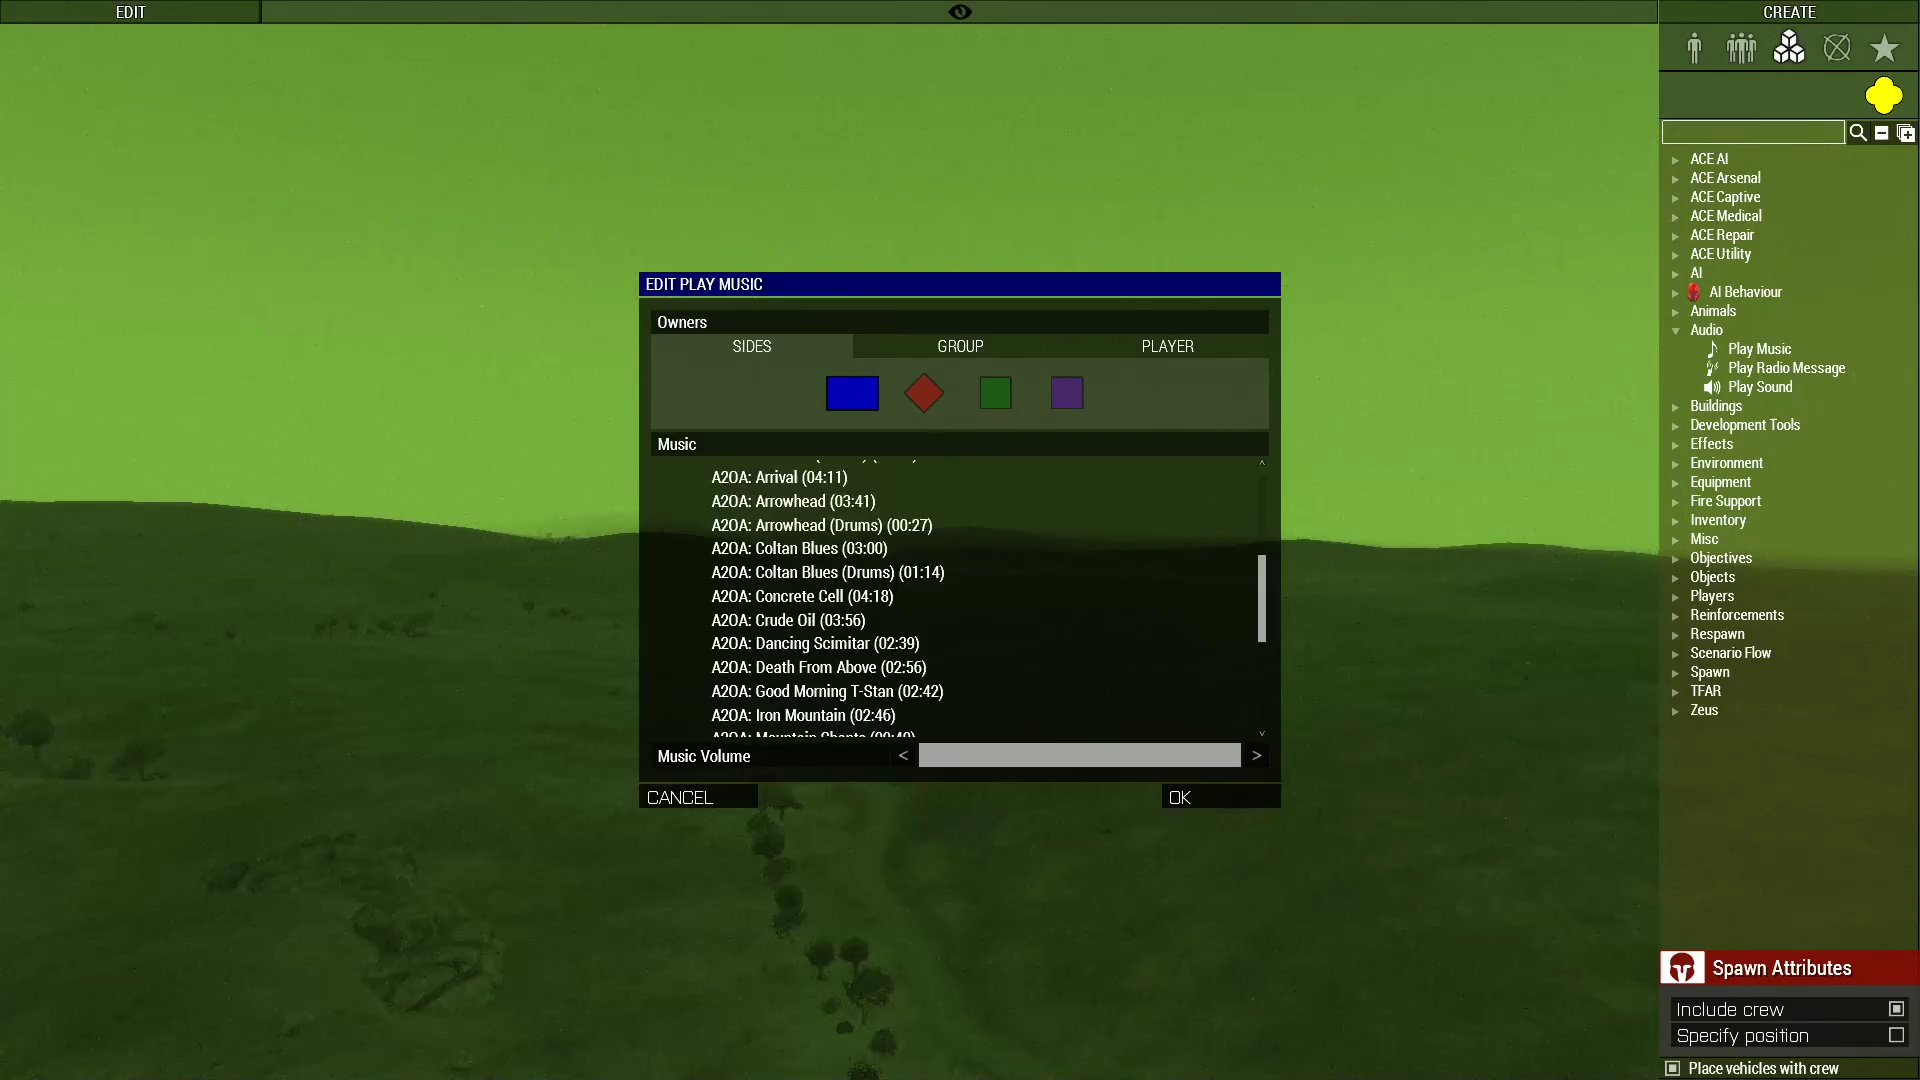 EDIT
CREATE
EDIT PLAY MUSIC
Owners
SIDES
GROUP
PLAYER
Music
A2OA: Arrival (04:11)
A2OA: Arrowhead (03:41)
A2OA: Arrowhead (Drums) (00:27)
A2OA: Coltan Blues (03:00)
A2OA: Coltan Blues (Drums) (01:14)
A2OA: Concrete Cell (04:18)
A2OA: Crude Oil (03:56)
A2OA: Dancing Scimitar (02:39)
A2OA: Death From Above (02:56)
A2OA: Good Morning T-Stan (02:42)
A2OA: Iron Mountain (02:46)
Music Volume
CANCEL
OK
ACE AI
ACE Arsenal
ACE Captive
ACE Medical
ACE Repair
ACE Utility
AI
AI Behaviour
Animals
Audio
Play Music
Play Radio Message
Play Sound
Buildings
Development Tools
Effects
Environment
Equipment
Fire Support
Inventory
Misc
Objectives
Objects
Players
Reinforcements
Respawn
Scenario Flow
Spawn
TFAR
Zeus
Spawn Attributes
Include crew
Specify position
Place vehicles with crew